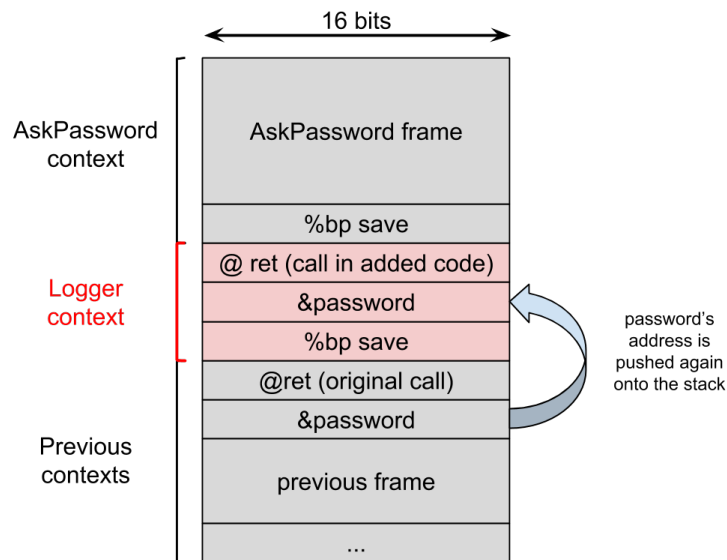 16 bits
AskPassword
context
AskPassword frame
%bp save
@ ret (call in added code)
Logger
context
&password
%bp save
password's
address is
pushed again
onto the stack
@ret (original call)
&password
Previous
contexts
previous frame
...